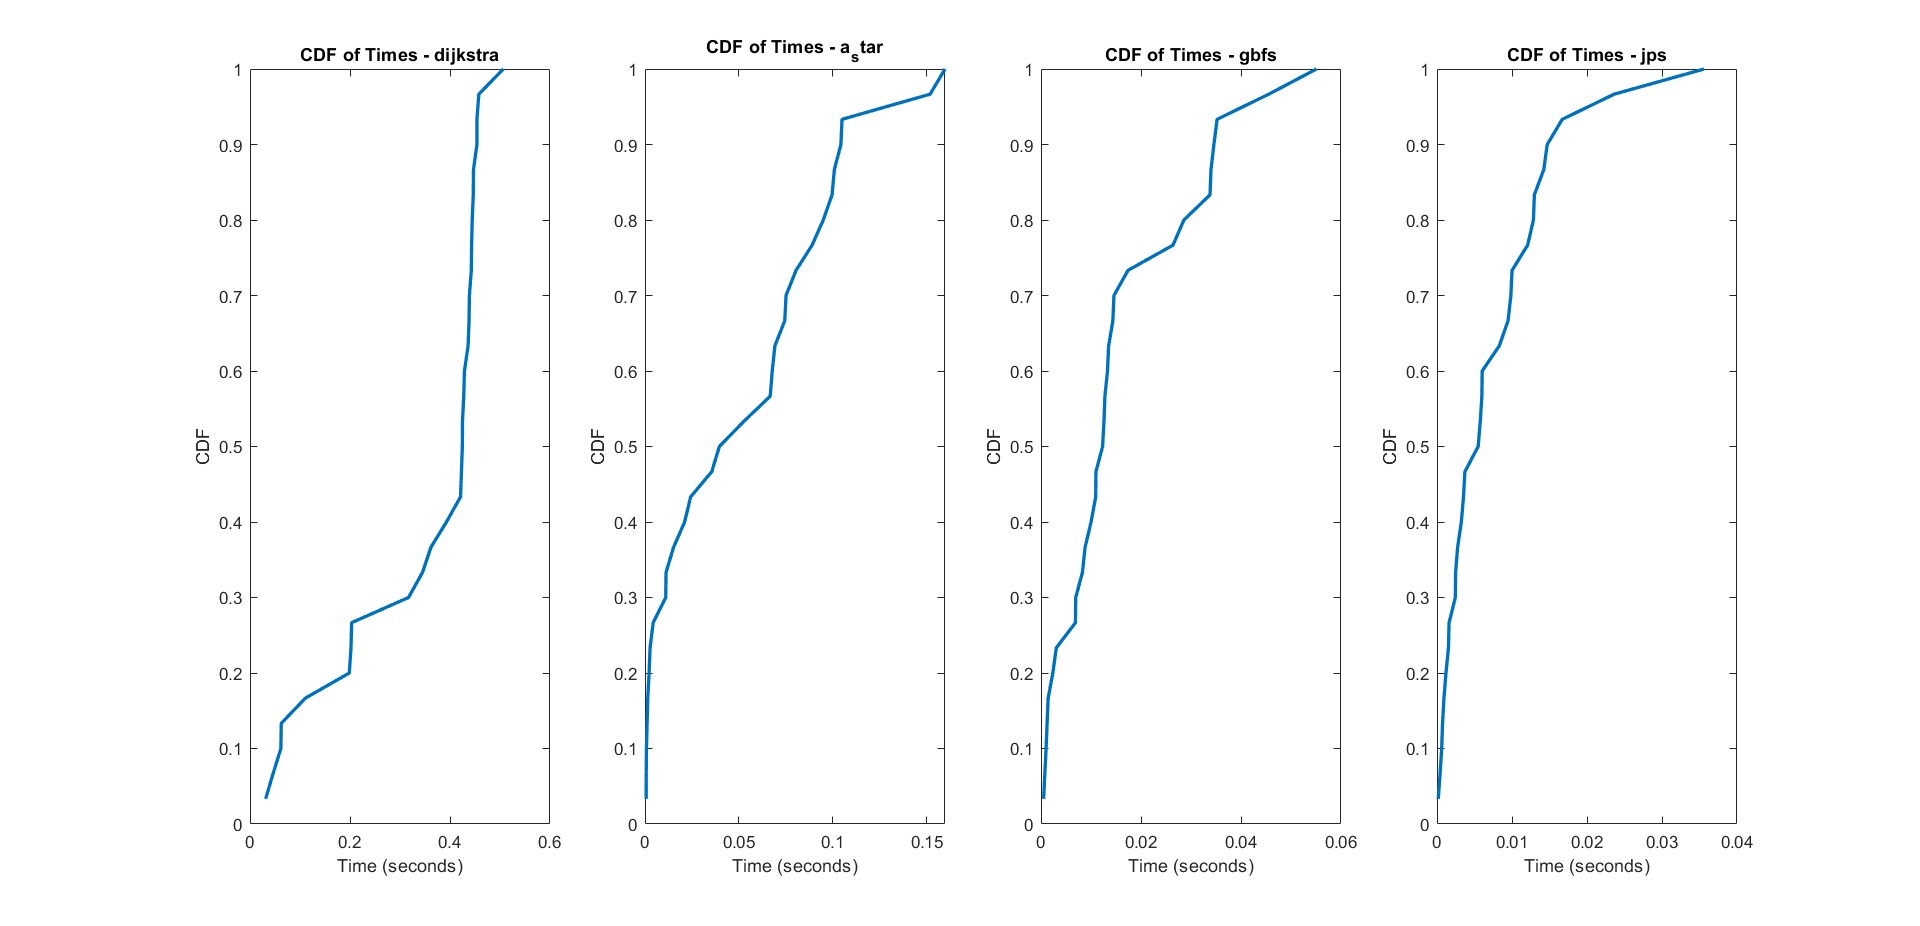 CDF of Times - dijkstra
1
0.9
0.8
0.7
0.6
0.5
0.4
0.3
0.2
0.1
0
CDF
0 0.2 0.4 0.6
Time (seconds)
CDF of Times - aₛtar
1
0.9
0.8
0.7
0.6
0.5
0.4
0.3
0.2
0.1
0
CDF
0 0.05 0.1 0.15
Time (seconds)
CDF of Times - gbfs
1
0.9
0.8
0.7
0.6
0.5
0.4
0.3
0.2
0.1
0
CDF
0 0.02 0.04 0.06
Time (seconds)
CDF of Times - jps
1
0.9
0.8
0.7
0.6
0.5
0.4
0.3
0.2
0.1
0
CDF
0 0.01 0.02 0.03 0.04
Time (seconds)